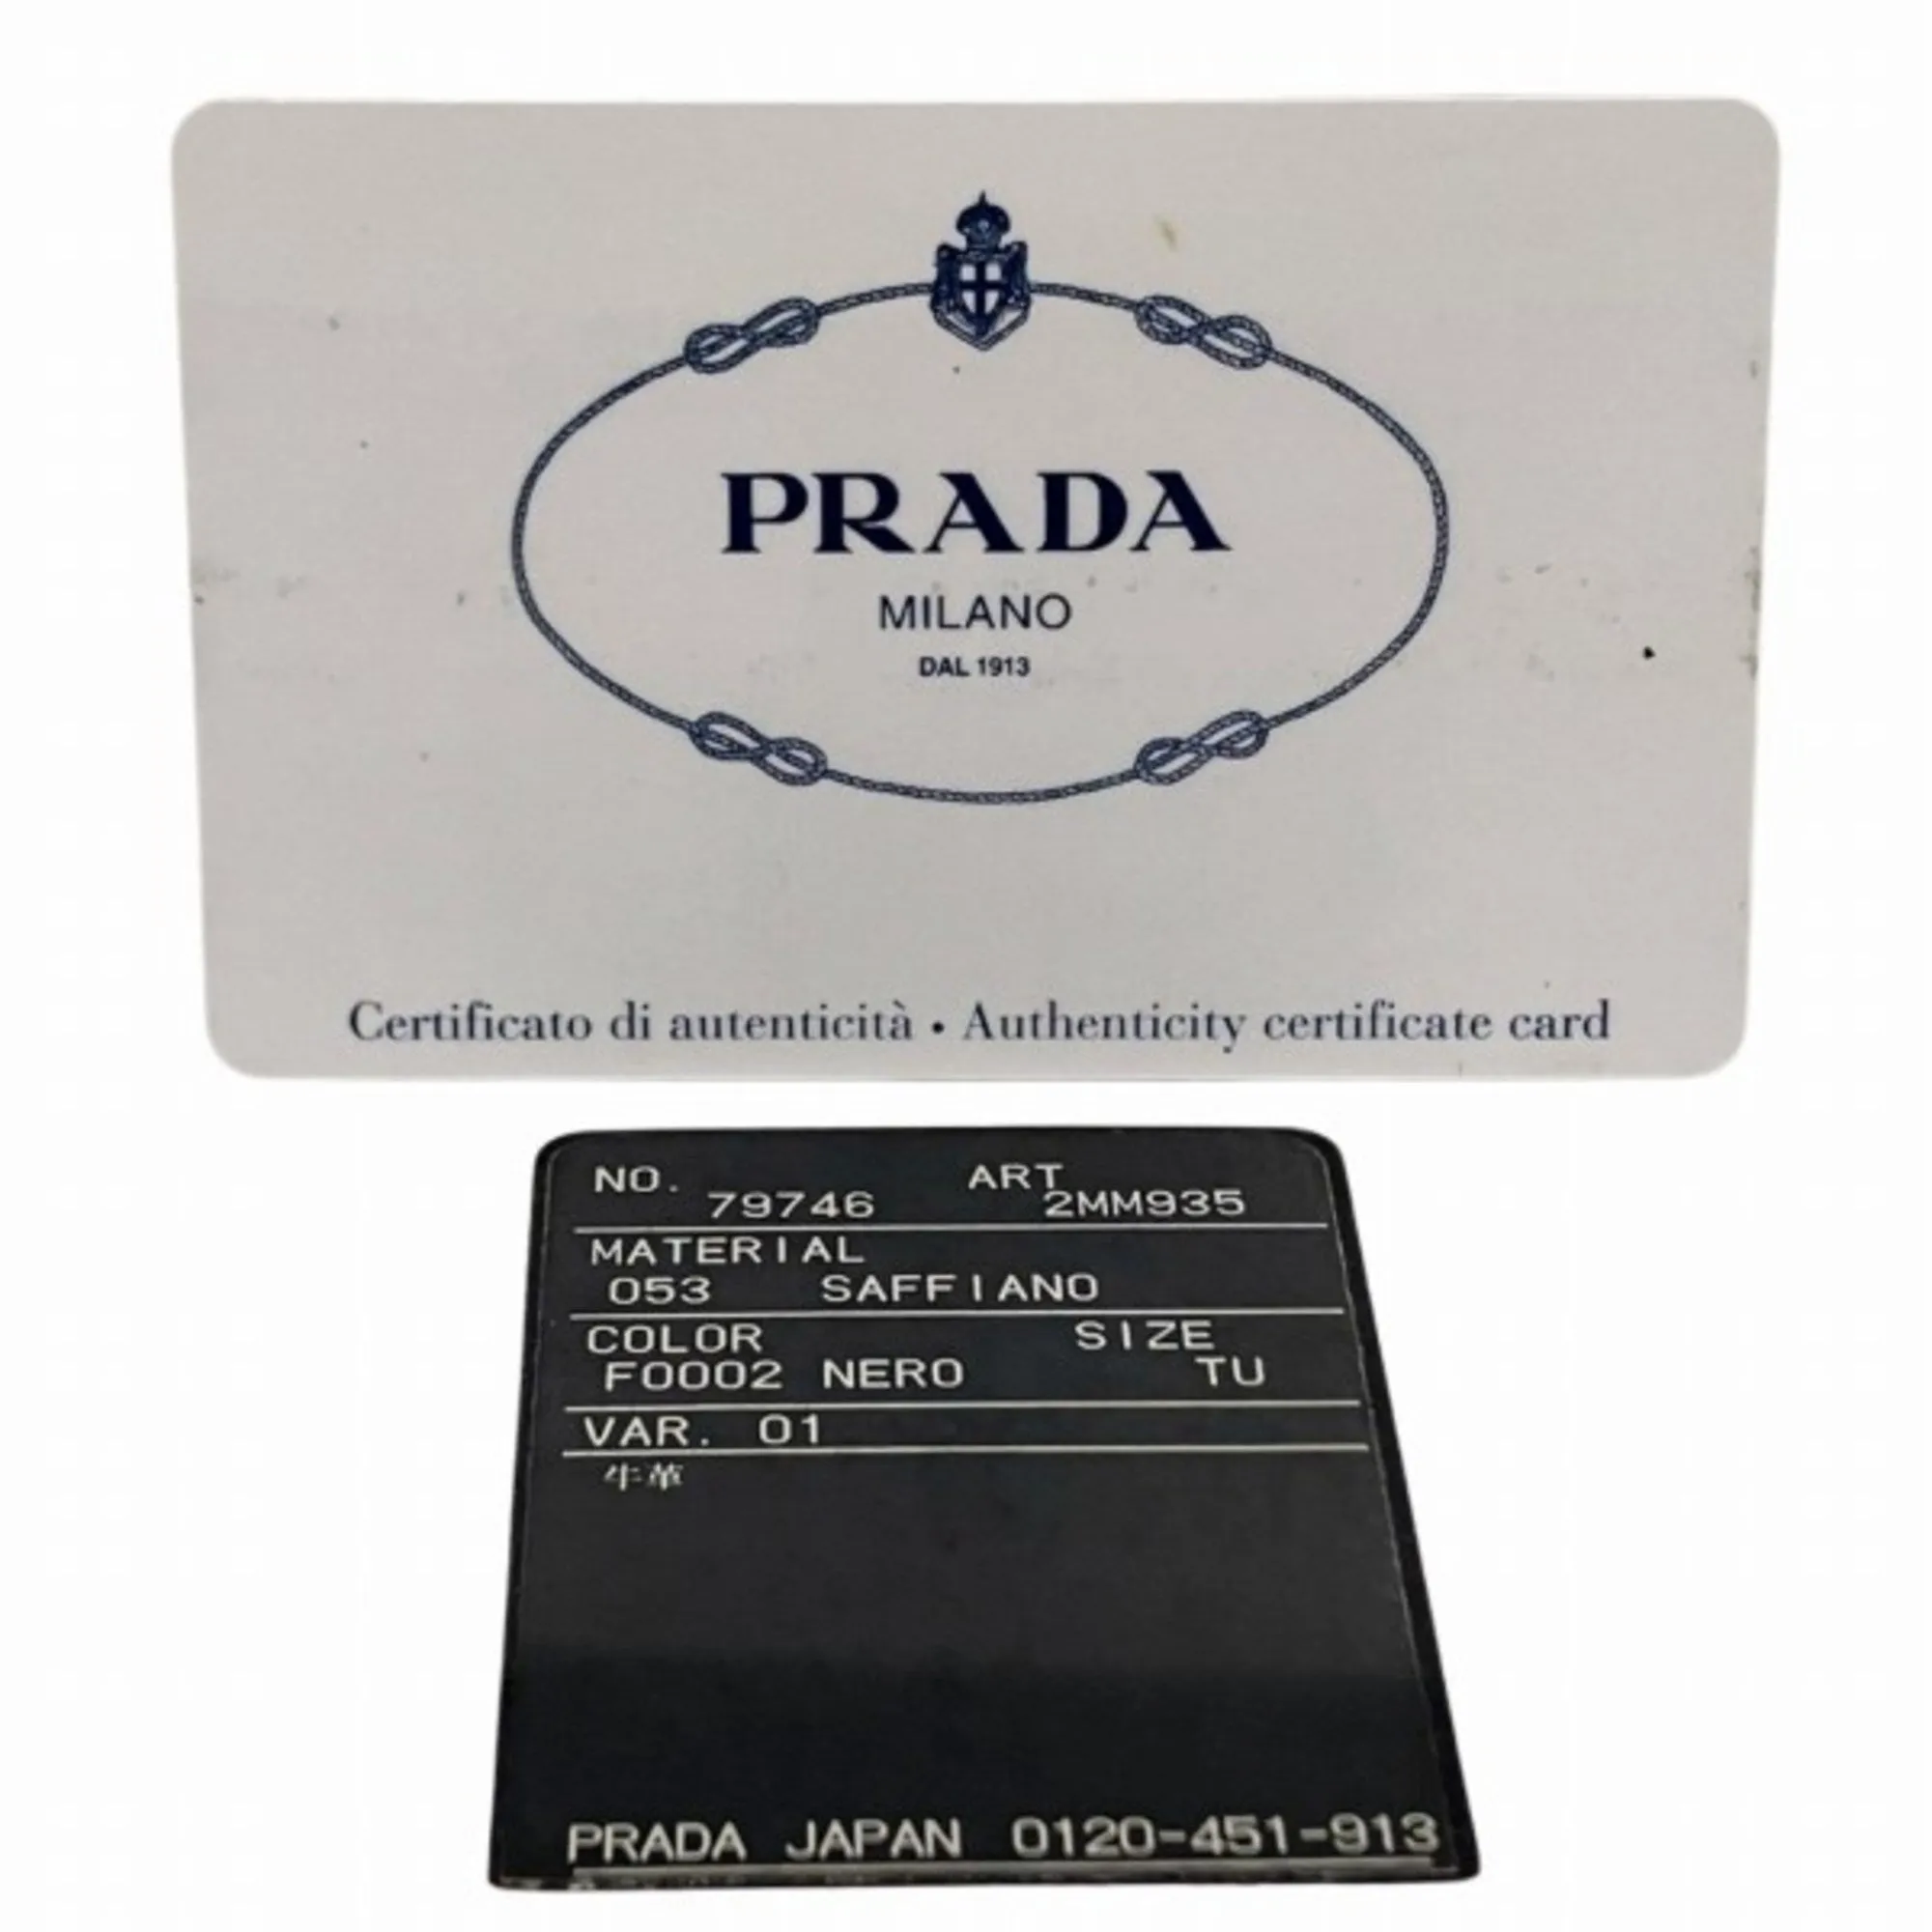 PRADA
MILANO
DAL 1913
Certificato di autenticità • Authenticity certificate card
NO. ART
79746 2MM935
MATERIAL
053 SAFFIANO
COLOR SIZE
F0002 NERO TU
VAR. 01
牛革
PRADA JAPAN 0120-451-913